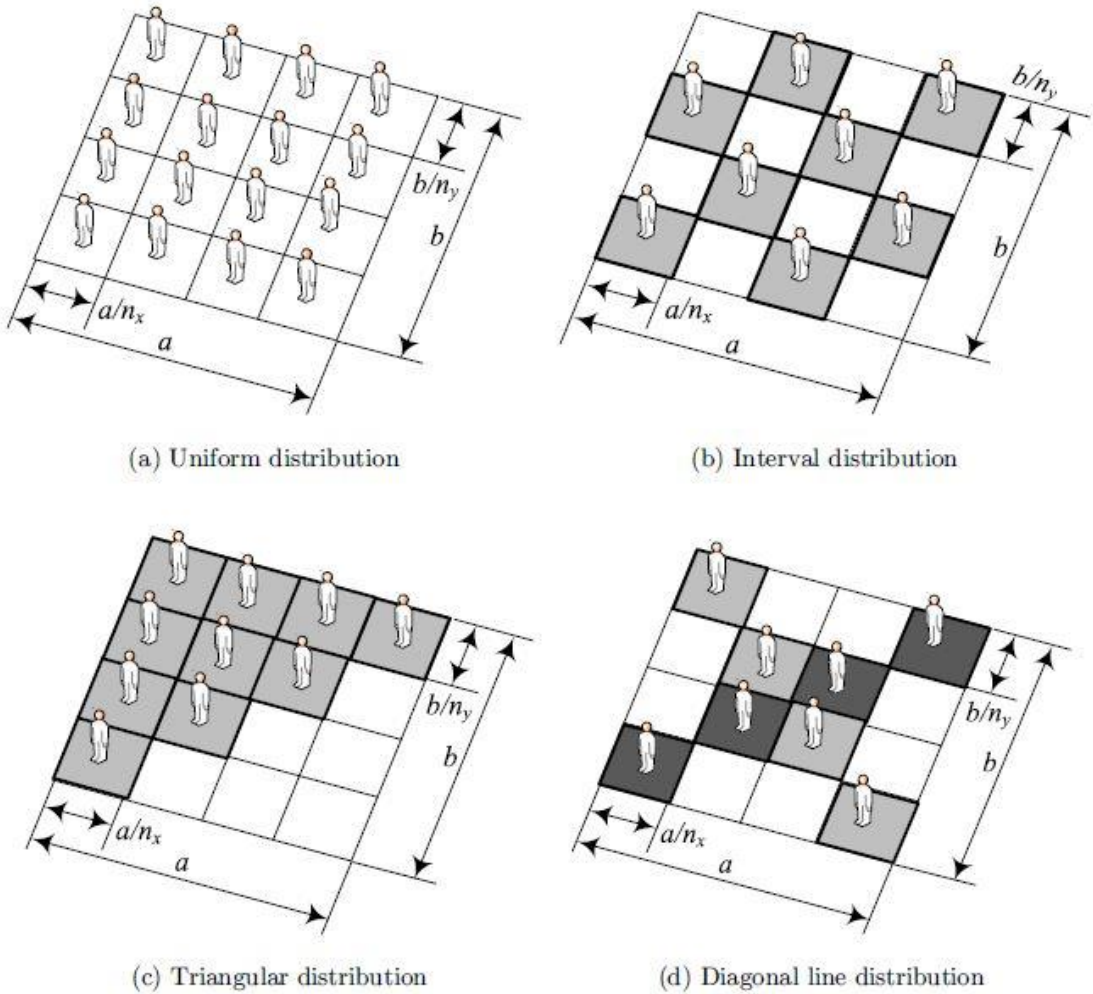 b/n_y
b
a/n_x
a
(a) Uniform distribution
b/n_y
b
a/n_x
a
(b) Interval distribution
b/n_y
b
a/n_x
a
(c) Triangular distribution
b/n_y
b
a/n_x
a
(d) Diagonal line distribution